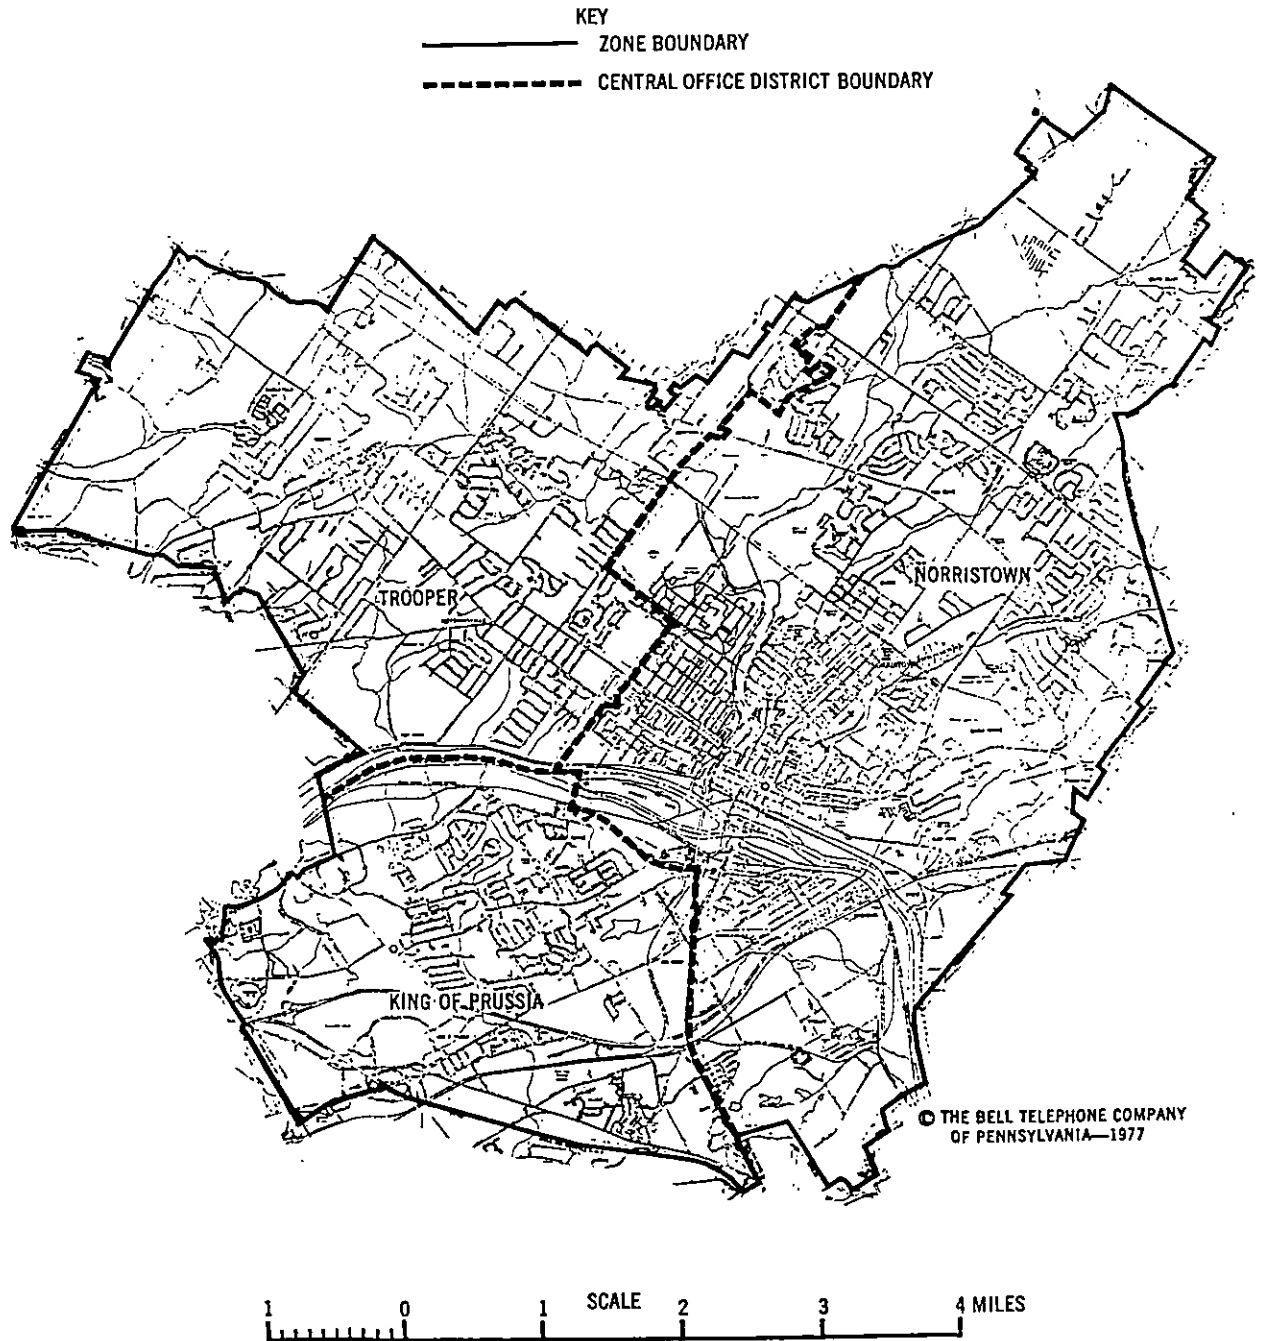 KEY
ZONE BOUNDARY
CENTRAL OFFICE DISTRICT BOUNDARY
NORRISTOWN
TROOPER
KING OF PRUSSIA
© THE BELL TELEPHONE COMPANY
OF PENNSYLVANIA—1977
SCALE
1 0 1 2 3 4 MILES